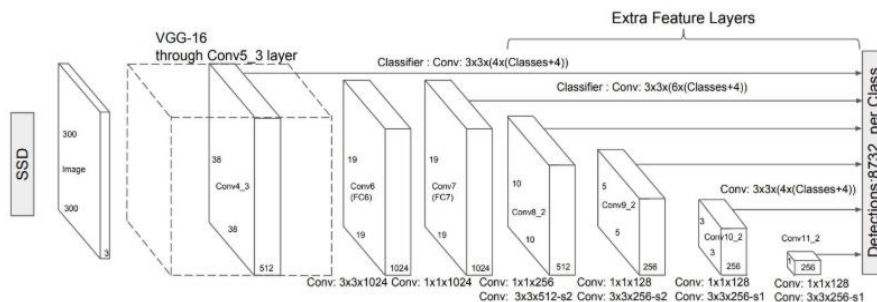 Extra Feature Layers
VGG-16
through Conv5_3 layer
Classifier : Conv: 3x3x(4x(Classes+4))
Classifier : Conv: 3x3x(6x(Classes+4))
SSD
300
Image
300
3
38
Conv4_3
38
512
19
Conv6
(FC6)
19
1024
19
Conv7
(FC7)
19
1024
10
Conv8_2
10
512
5
Conv9_2
5
256
Conv: 3x3x(4x(Classes+4))
3
Conv10_2
3
256
Conv11_2
1
256
Detections:8732 per Class
Conv: 3x3x1024
Conv: 1x1x1024
Conv: 1x1x256
Conv: 3x3x512-s2
Conv: 1x1x128
Conv: 3x3x256-s2
Conv: 1x1x128
Conv: 3x3x256-s1
Conv: 1x1x128
Conv: 3x3x256-s1